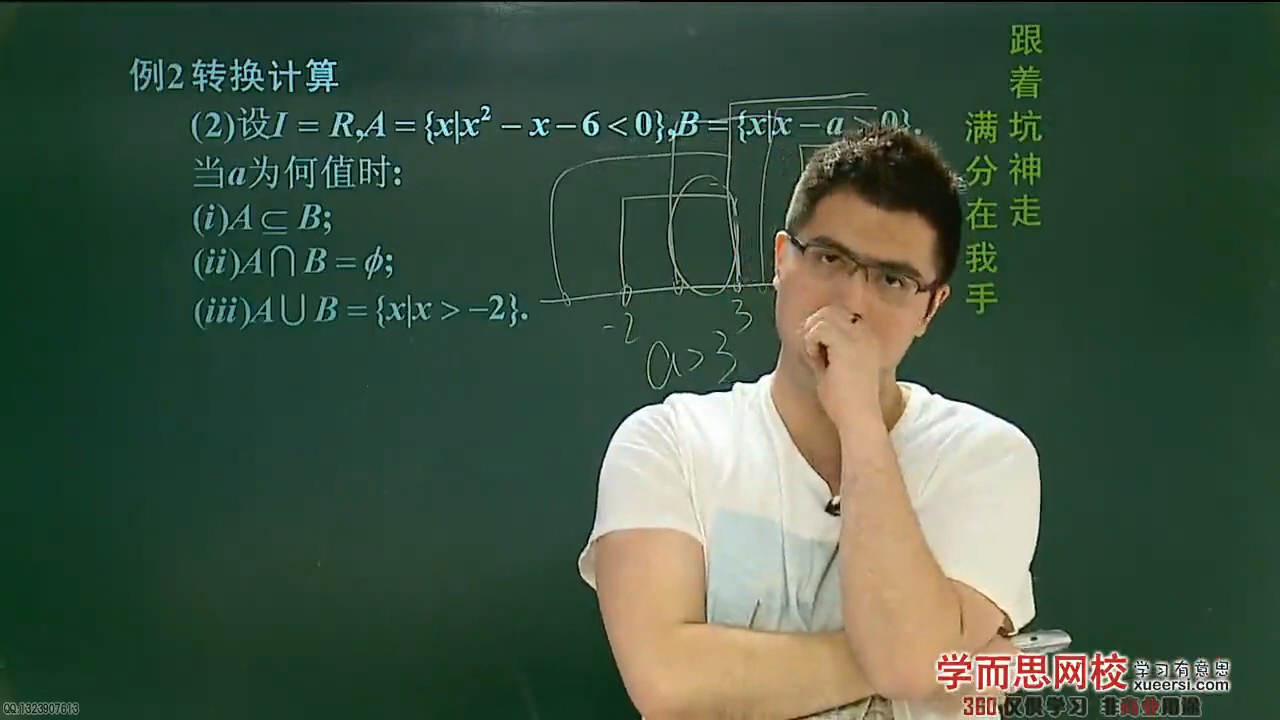 例2 转换计算
(2)设I = R,A = {x|x² − x − 6 < 0},B = {x|x − a > 0}.
当a为何值时:
(i)A ⊆ B;
(ii)A ⋂ B = ϕ;
(iii)A ⋃ B = {x|x > −2}.
-2
3
a>3
跟着坑神走
满分在我手
学而思网校 学习有意思
xueersi.com
360 仅供学习 非商业用途
QQ:1323907613